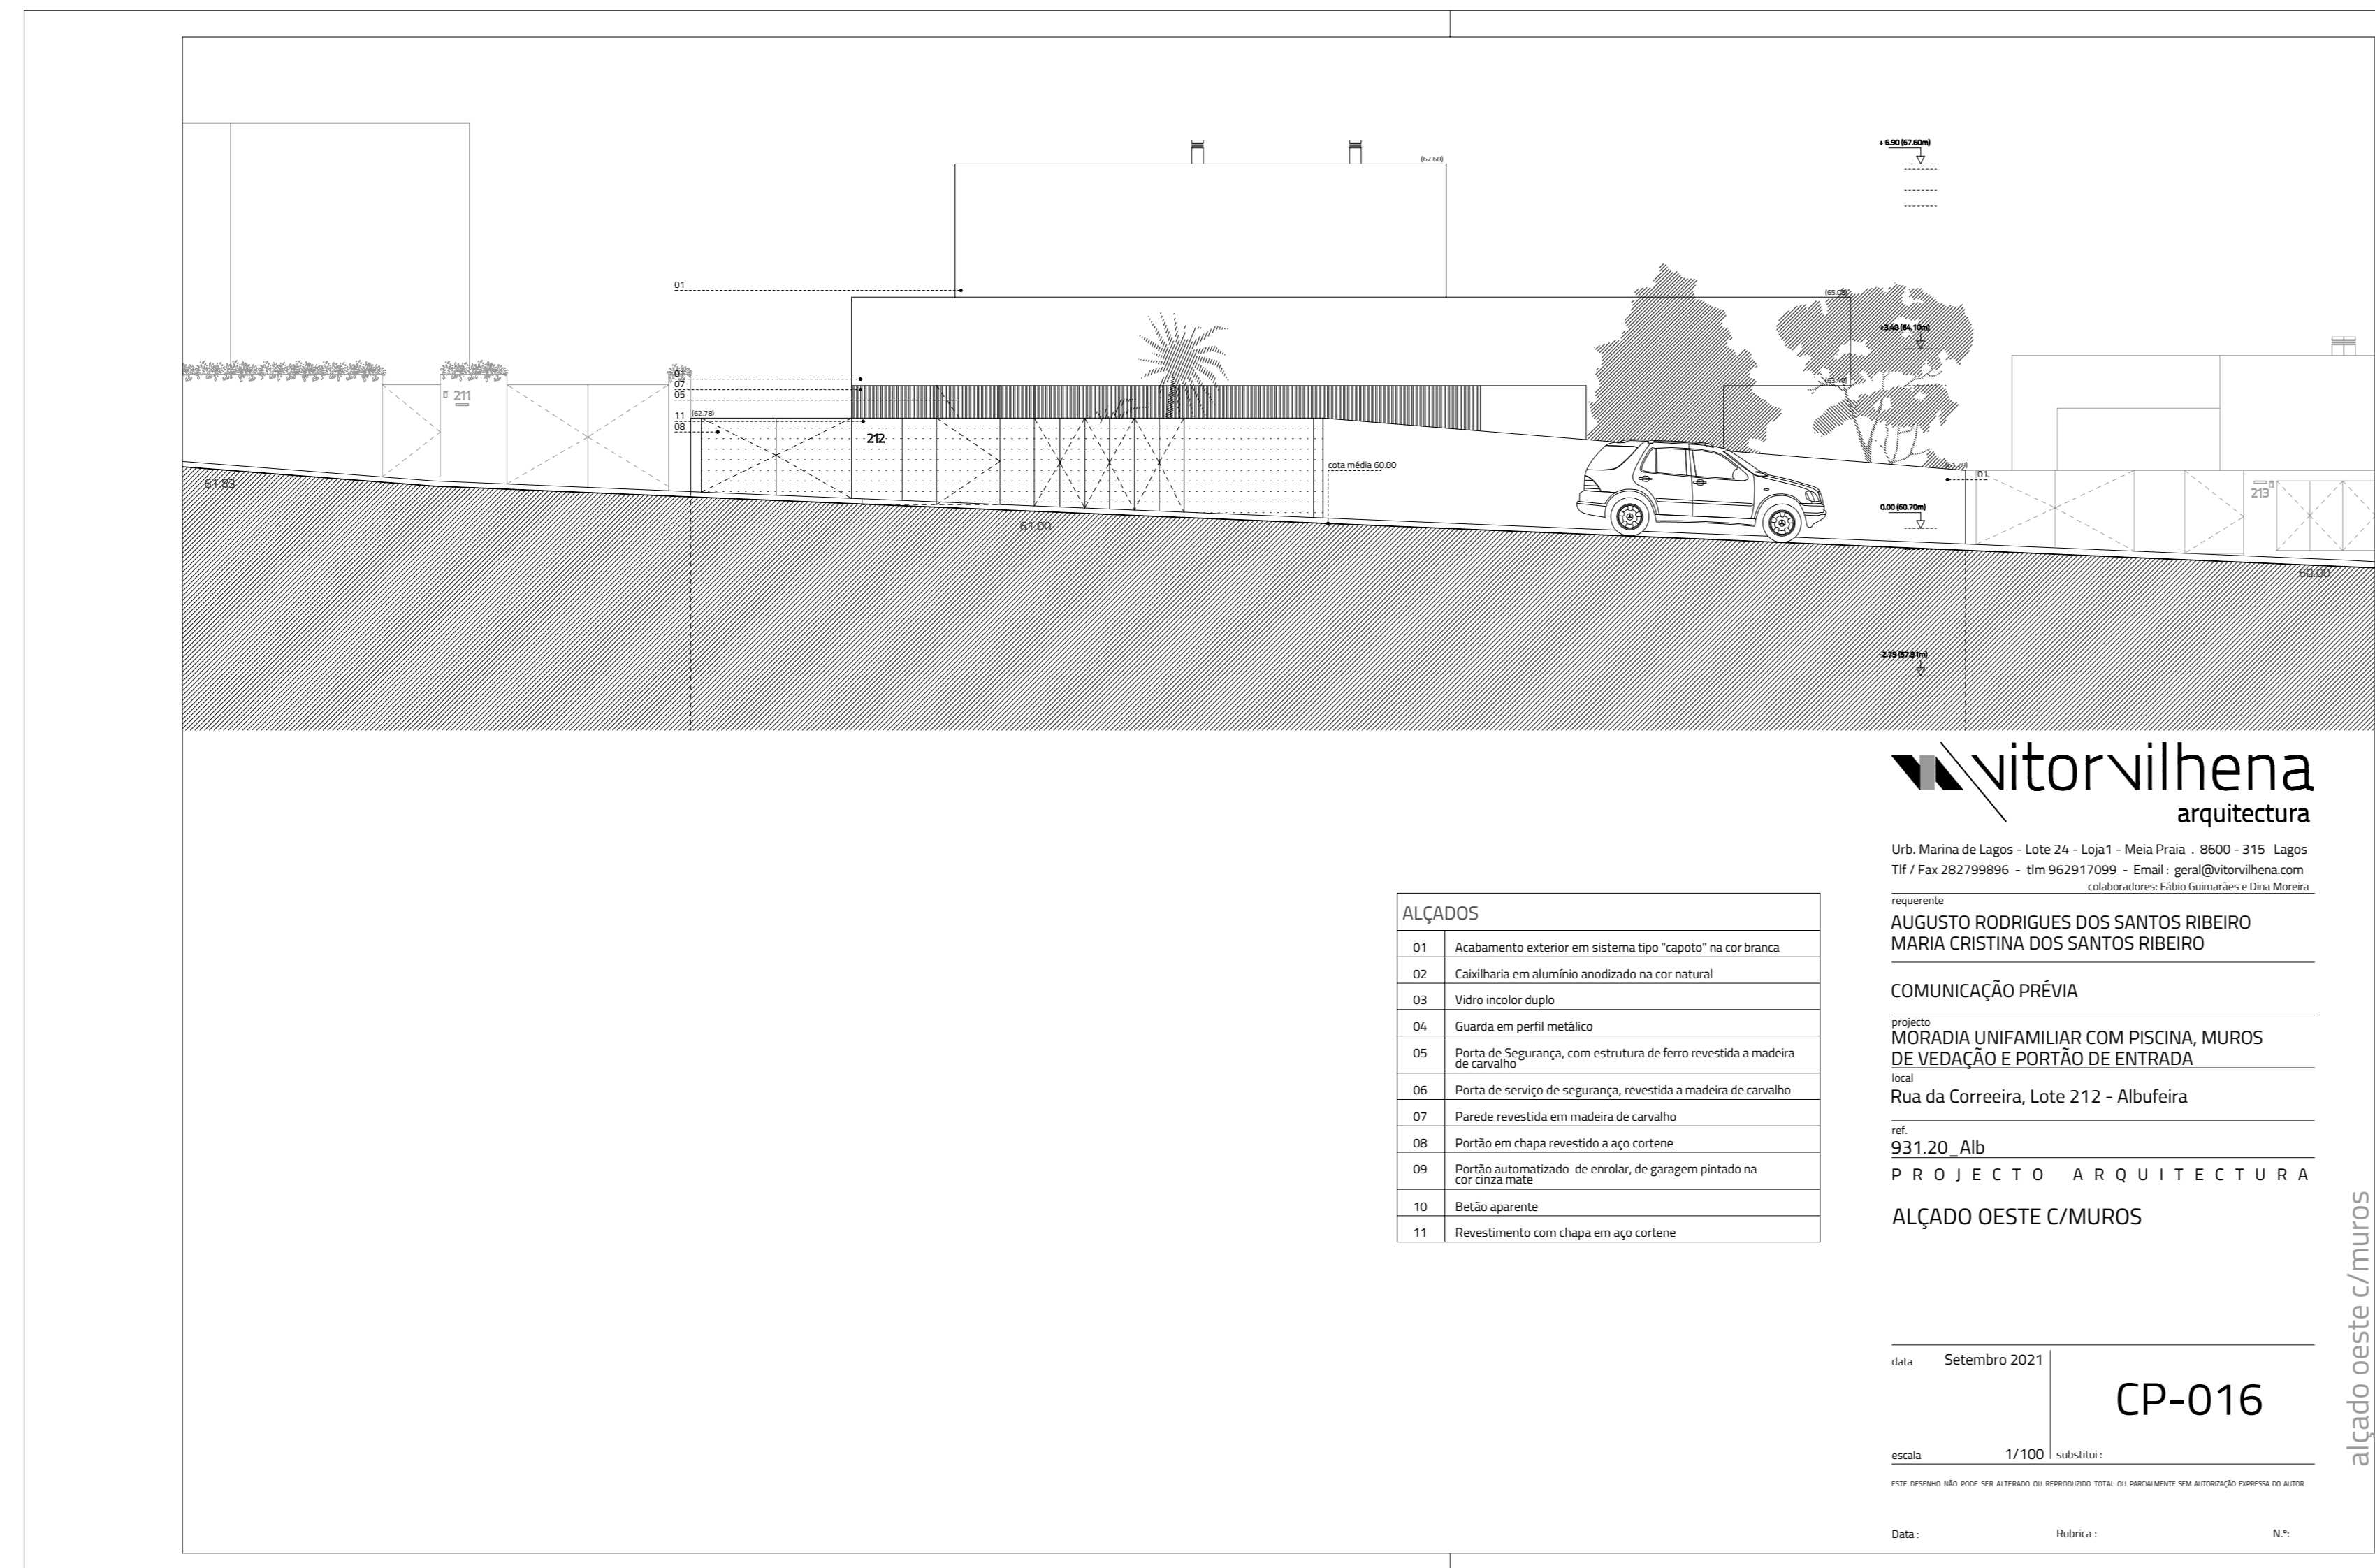 + 6.90 (67.60m)
(67.60)
01
(65.08)
+3.40 (64.10m)
01
07
(63.40)
05
211
11
(62.78)
08
212
cota média 60.80
(61.29)
01
61.83
213
0.00 (60.70m)
61.00
60.00
-2.79 (57.91m)
vitorvilhena
arquitectura
Urb. Marina de Lagos - Lote 24 - Loja1 - Meia Praia . 8600 - 315 Lagos
Tlf / Fax 282799896 - tlm 962917099 - Email : geral@vitorvilhena.com
colaboradores: Fábio Guimarães e Dina Moreira
requerente
AUGUSTO RODRIGUES DOS SANTOS RIBEIRO
MARIA CRISTINA DOS SANTOS RIBEIRO
COMUNICAÇÃO PRÉVIA
projecto
MORADIA UNIFAMILIAR COM PISCINA, MUROS
DE VEDAÇÃO E PORTÃO DE ENTRADA
local
Rua da Correeira, Lote 212 - Albufeira
ref.
931.20_Alb
PROJECTO ARQUITECTURA
ALÇADO OESTE C/MUROS
ALÇADOS
01 Acabamento exterior em sistema tipo "capoto" na cor branca
02 Caixilharia em alumínio anodizado na cor natural
03 Vidro incolor duplo
04 Guarda em perfil metálico
05 Porta de Segurança, com estrutura de ferro revestida a madeira
de carvalho
06 Porta de serviço de segurança, revestida a madeira de carvalho
07 Parede revestida em madeira de carvalho
08 Portão em chapa revestido a aço cortene
09 Portão automatizado de enrolar, de garagem pintado na
cor cinza mate
10 Betão aparente
11 Revestimento com chapa em aço cortene
data Setembro 2021
CP-016
escala 1/100 substitui :
ESTE DESENHO NÃO PODE SER ALTERADO OU REPRODUZIDO TOTAL OU PARCIALMENTE SEM AUTORIZAÇÃO EXPRESSA DO AUTOR
Data : Rubrica : N.º:
alçado oeste c/muros